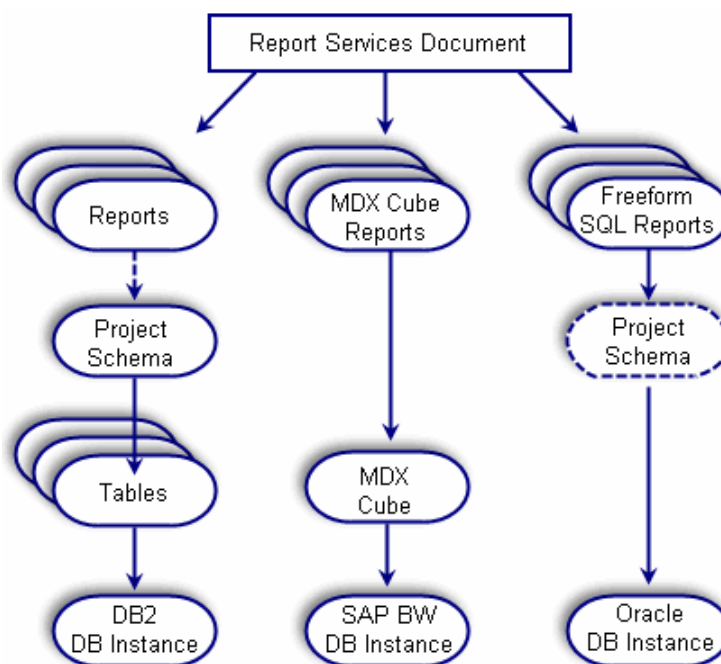 Report Services Document
Reports
MDX Cube
Reports
Freeform
SQL Reports
Project
Schema
Project
Schema
Tables
MDX
Cube
DB2
DB Instance
SAP BW
DB Instance
Oracle
DB Instance